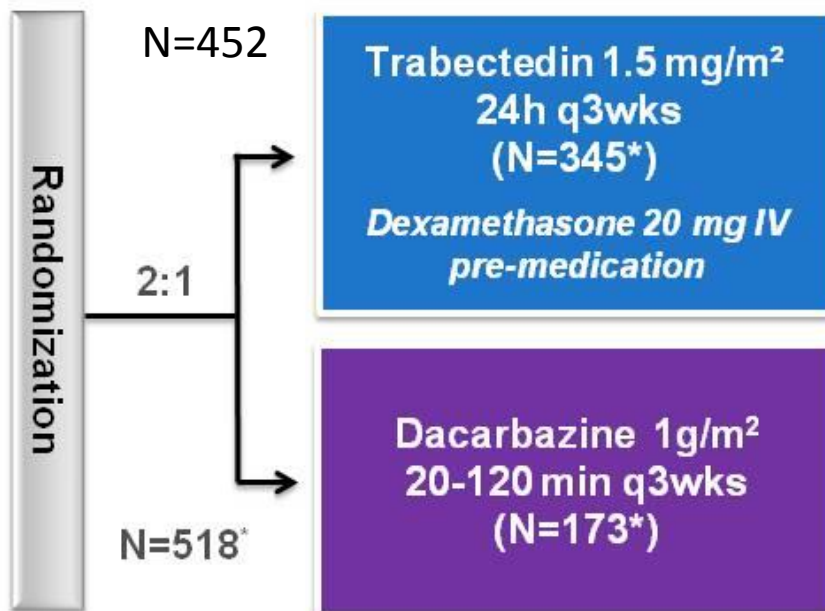 N=452
Randomization
2:1
N=518*
Trabectedin 1.5 mg/m²
24h q3wks
(N=345*)
Dexamethasone 20 mg IV
pre-medication
Dacarbazine 1g/m²
20-120 min q3wks
(N=173*)